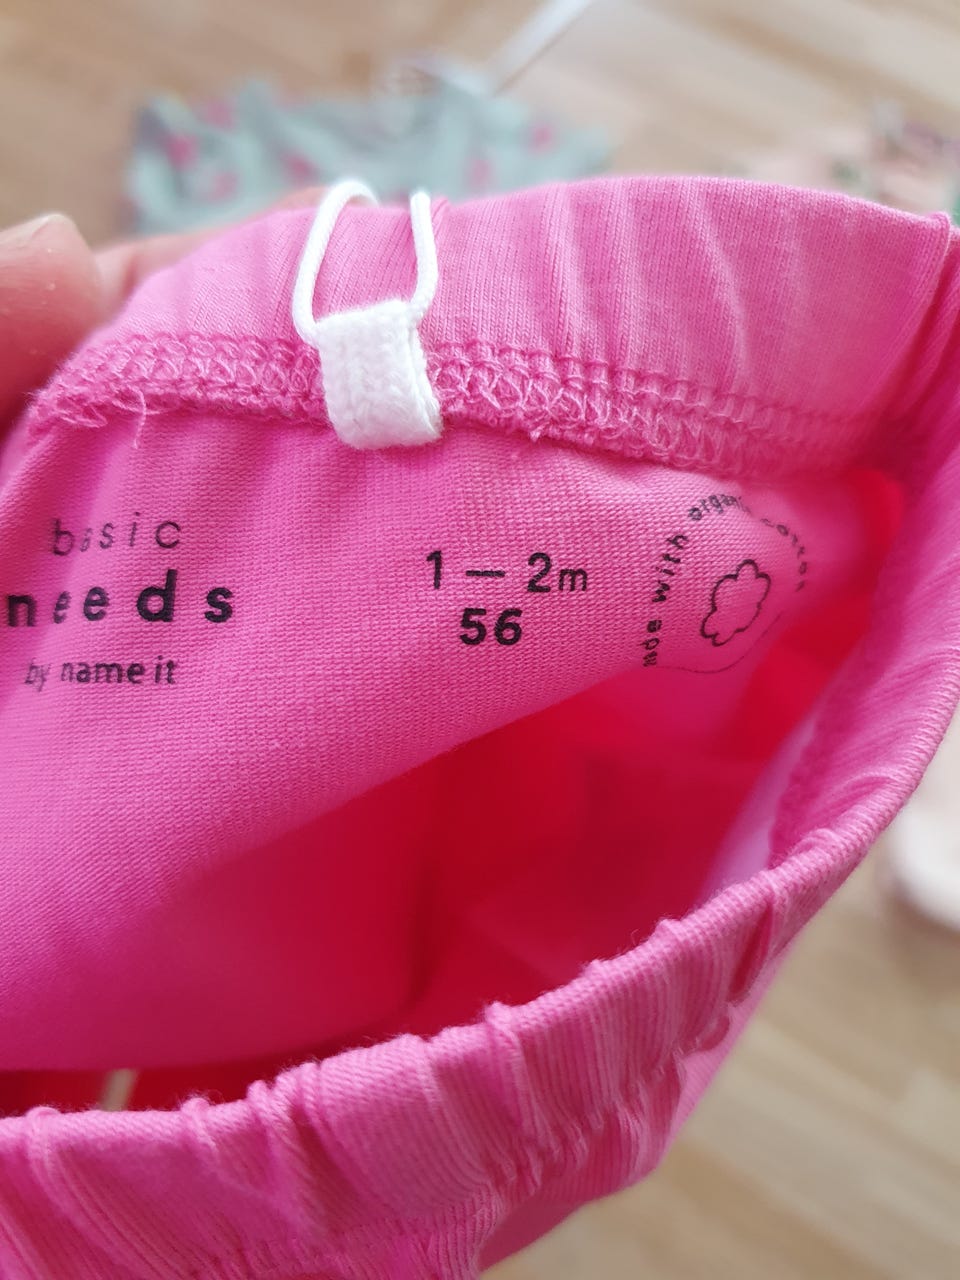 basic
needs
by name it
1 – 2m
56
made with organic cotton